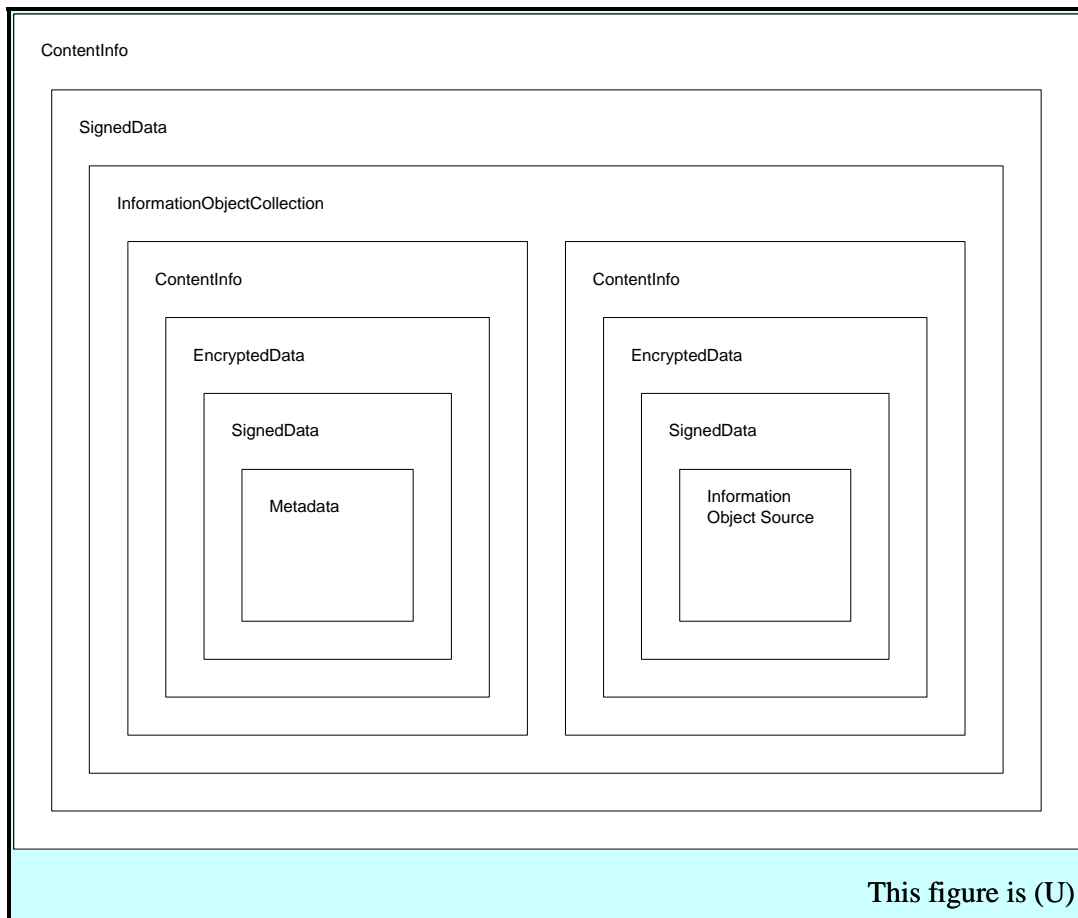 ContentInfo
SignedData
InformationObjectCollection
ContentInfo
EncryptedData
SignedData
Metadata
ContentInfo
EncryptedData
SignedData
Information
Object Source
This figure is (U)